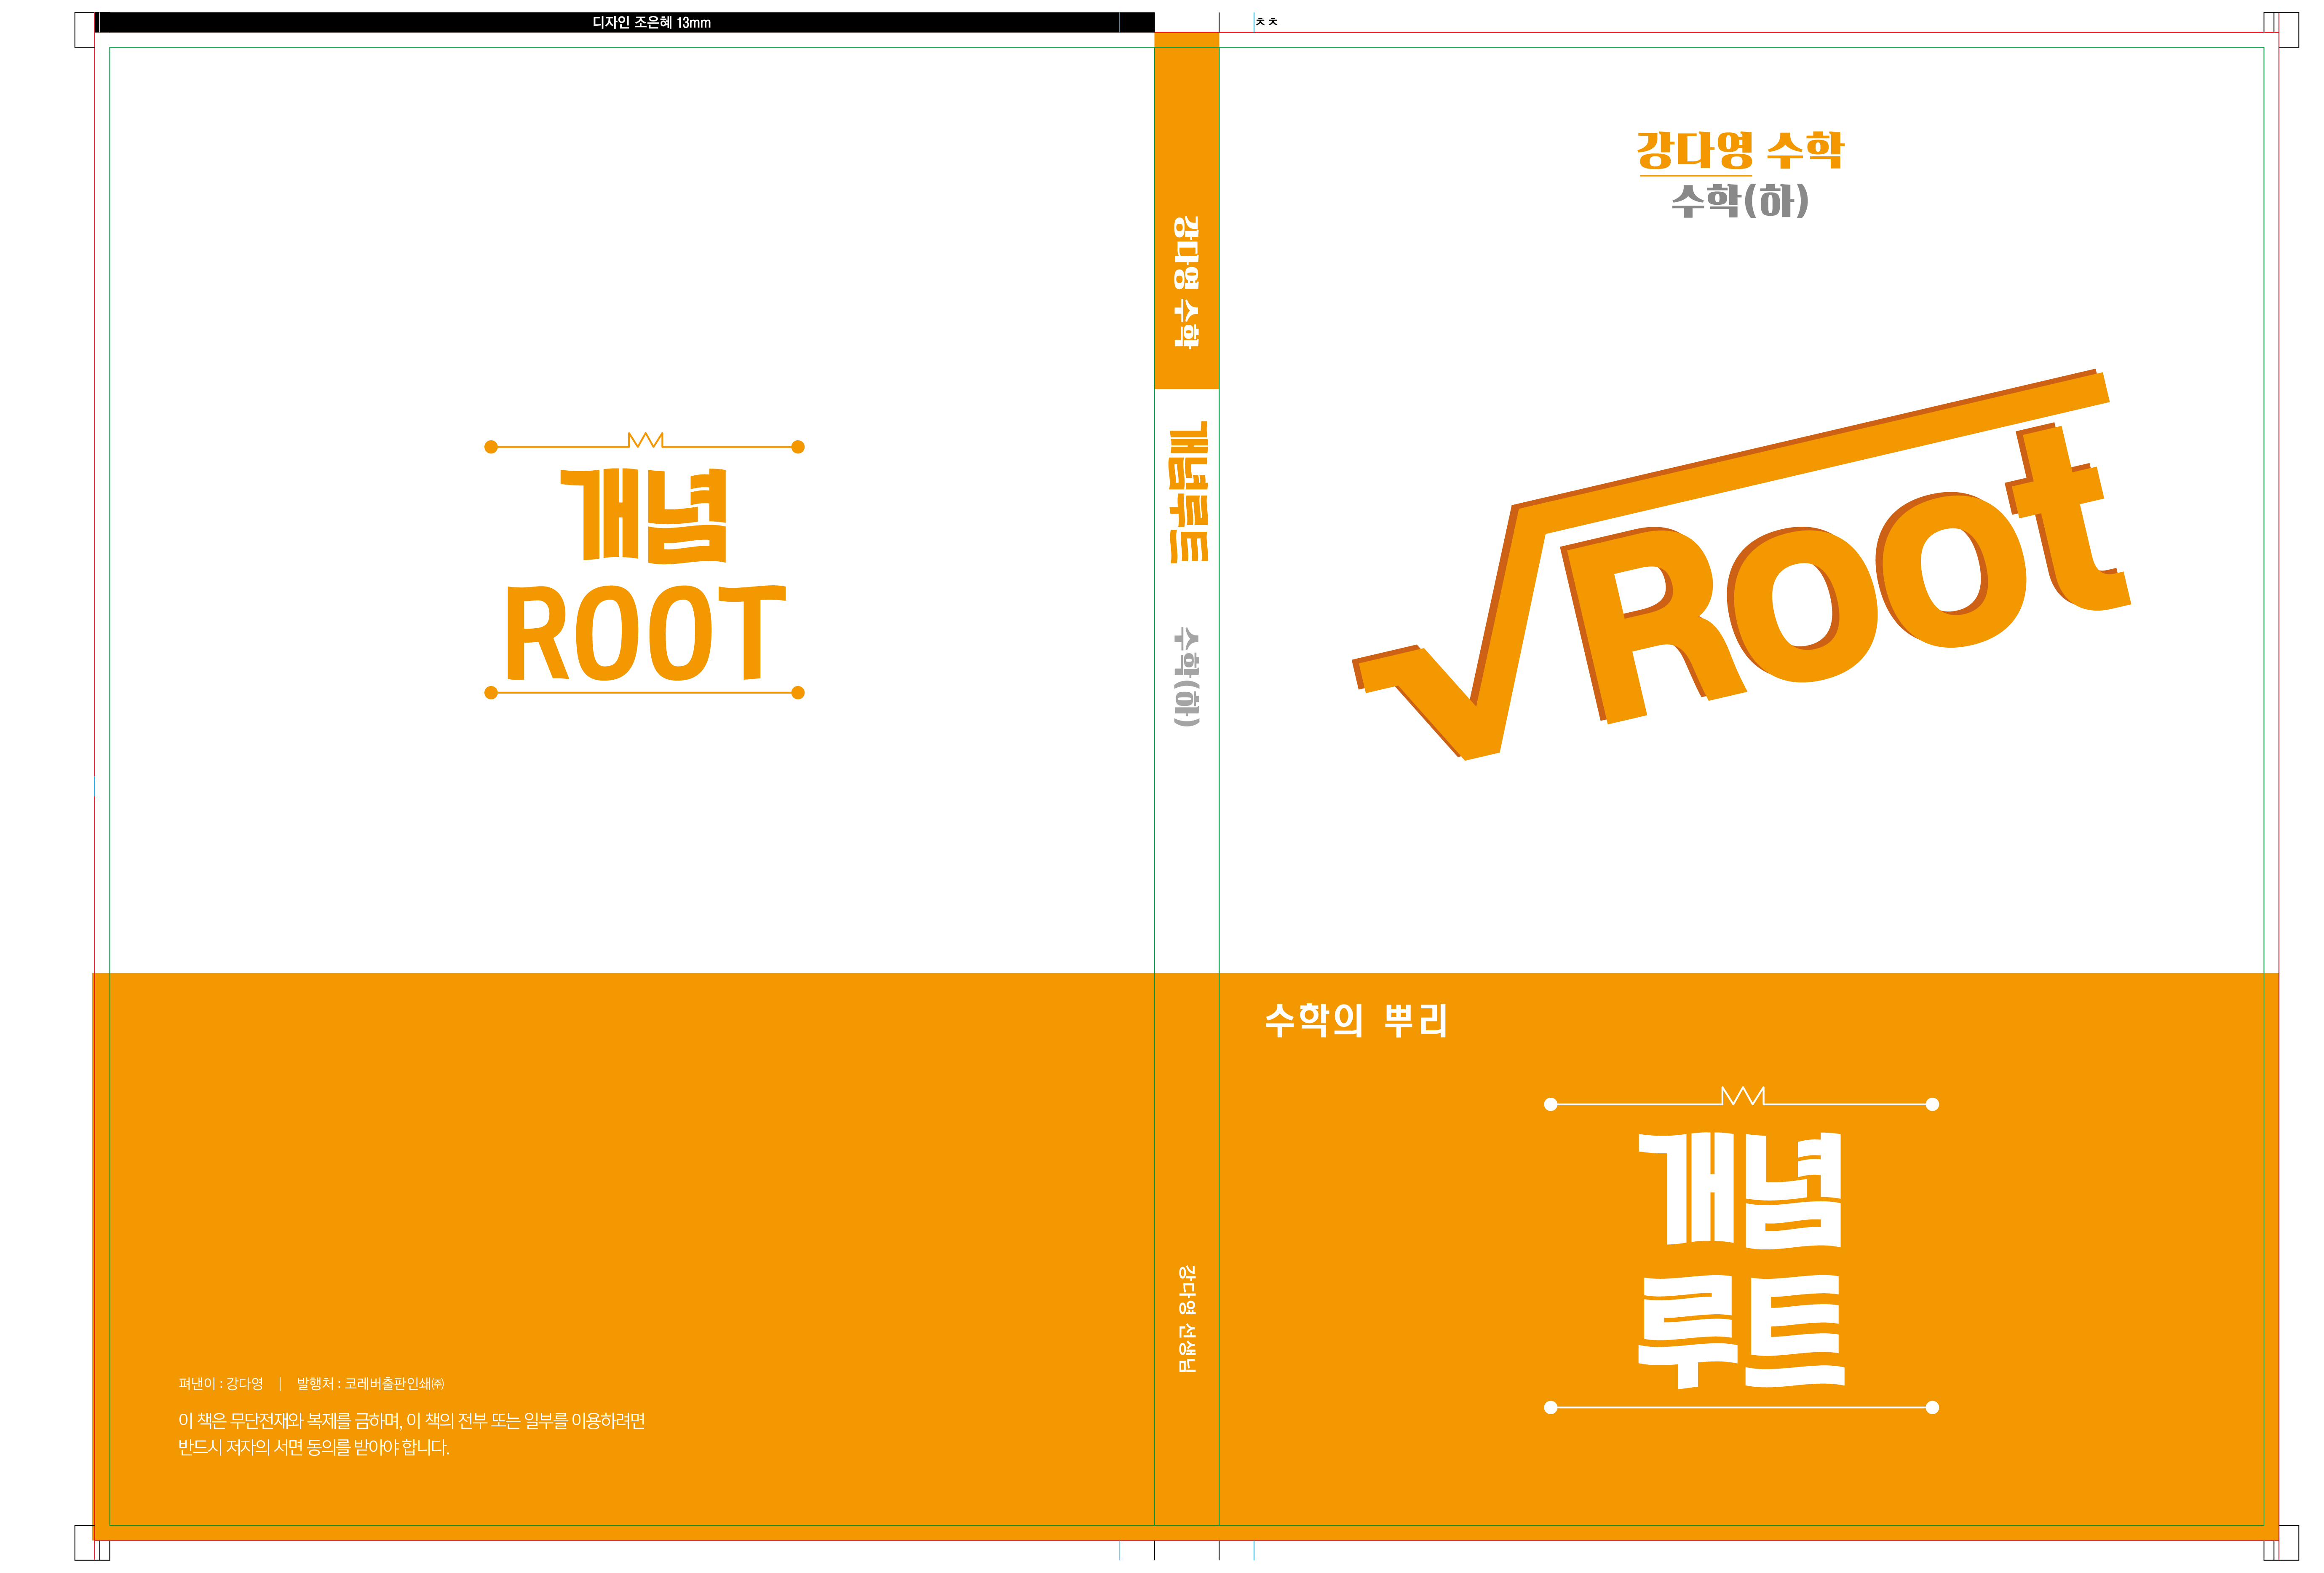 디자인 조은혜 13mm
ㅊㅊ
개념
ROOT
펴낸이 : 강다영 | 발행처 : 코레버출판인쇄㈜
이 책은 무단전재와 복제를 금하며, 이 책의 전부 또는 일부를 이용하려면
반드시 저자의 서면 동의를 받아야 합니다.
강다영 수학
개념루트
수학(하)
강다영 선생님
강다영 수학
수학(하)
√Root
수학의 뿌리
개념
루트